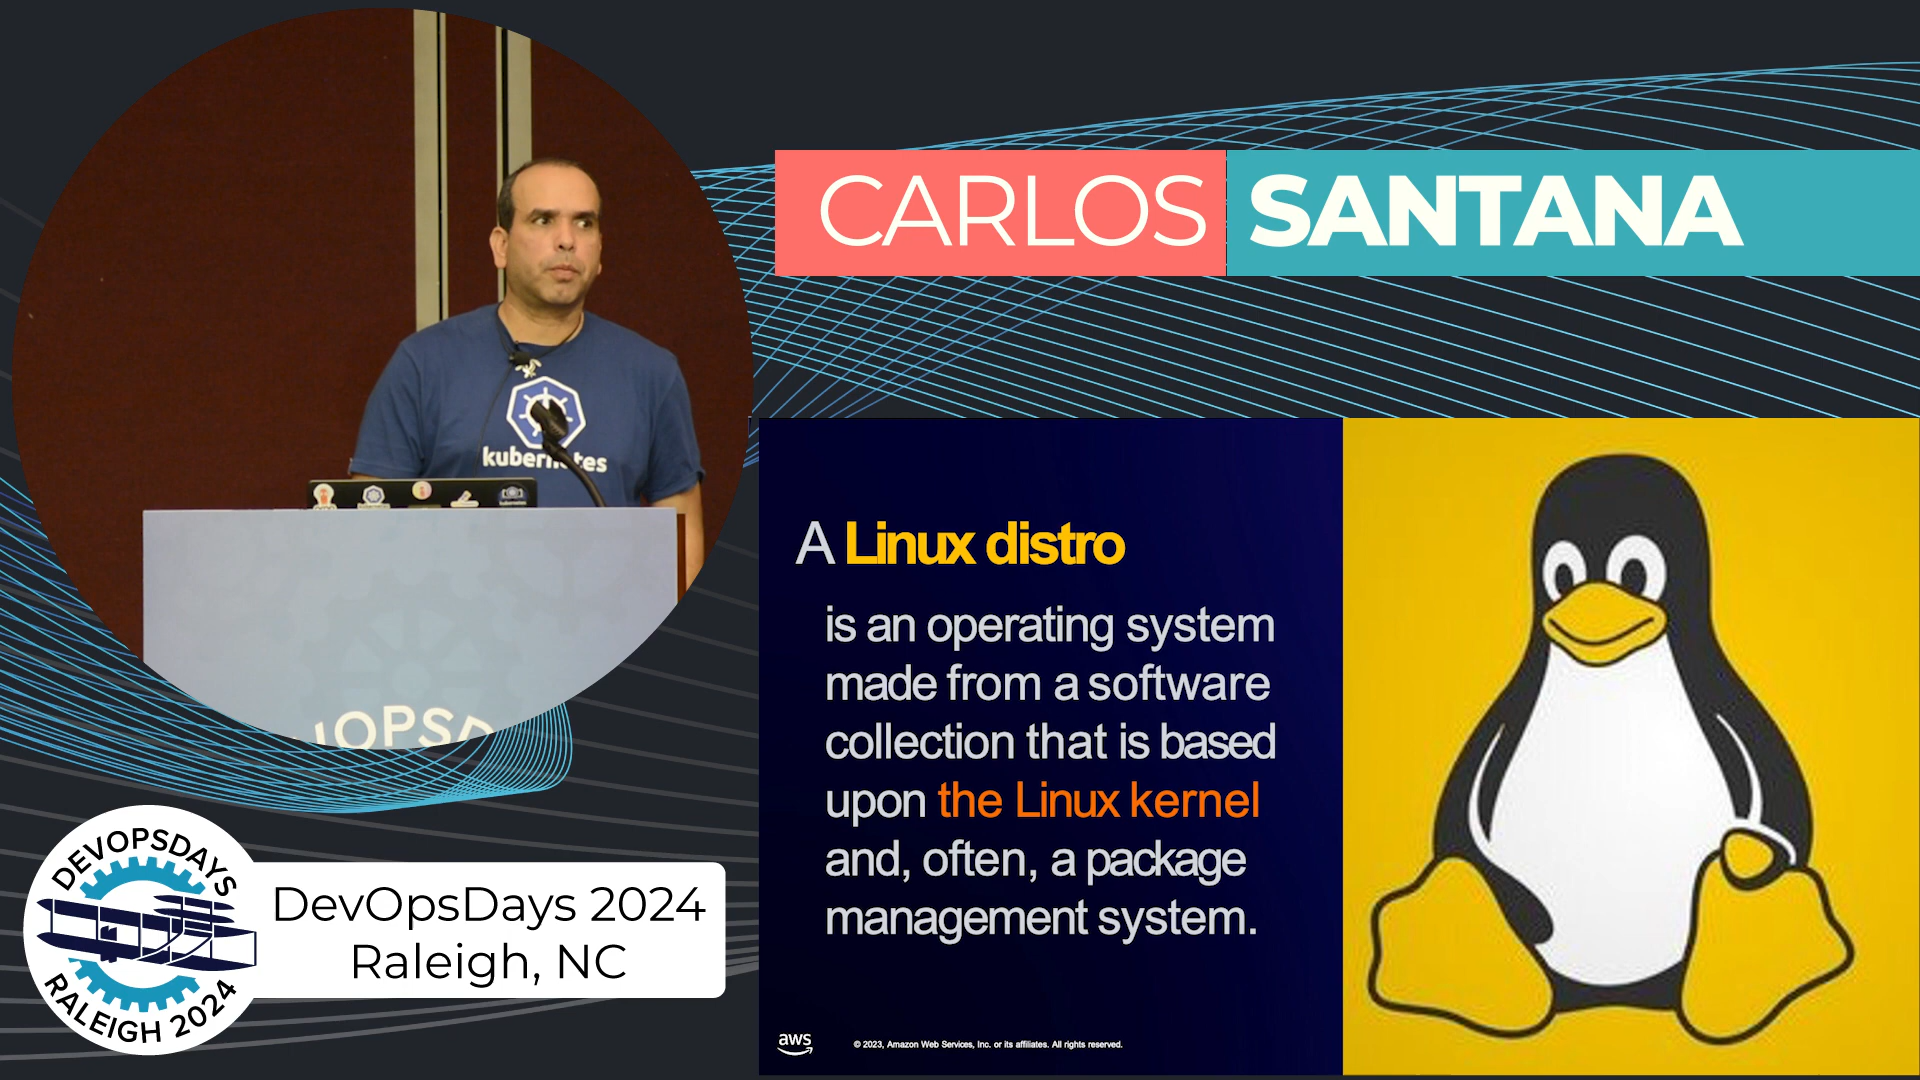 CARLOS SANTANA
kubernetes
A Linux distro
is an operating system
made from a software
collection that is based
upon the Linux kernel
and, often, a package
management system.
aws
© 2023, Amazon Web Services, Inc. or its affiliates. All rights reserved.
DEVOPSDAYS
RALEIGH 2024
DevOpsDays 2024
Raleigh, NC